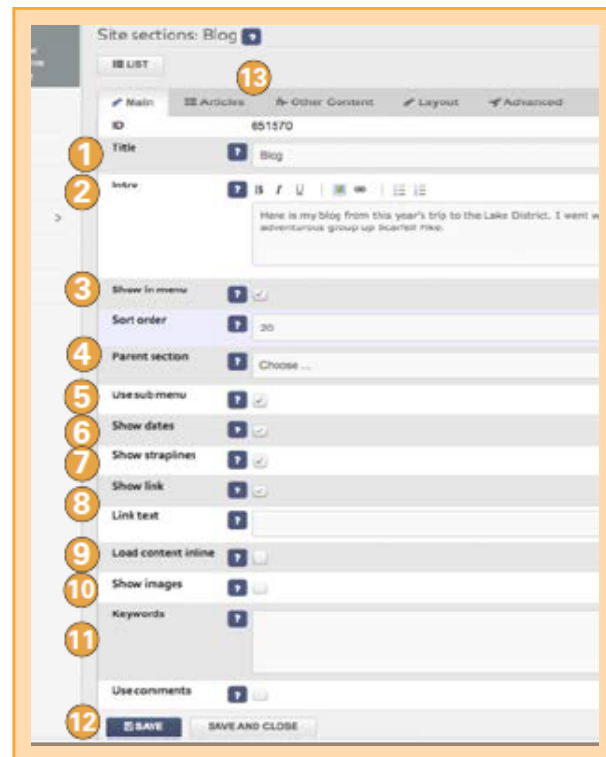 Site sections: Blog ?
LIST
13
Main Articles Other Content Layout Advanced
ID 651570
1 Title ? Blog
2 Intro ? B I U
Here is my blog from this year's trip to the Lake District. I went w
adventurous group up Scarfell Pike.
3 Show in menu ?
Sort order ? 20
4 Parent section ? Choose ...
5 Use sub menu ?
6 Show dates ?
7 Show straplines ?
8 Show link ?
Link text ?
9 Load content inline ?
10 Show images ?
11 Keywords ?
Use comments ?
12 SAVE SAVE AND CLOSE